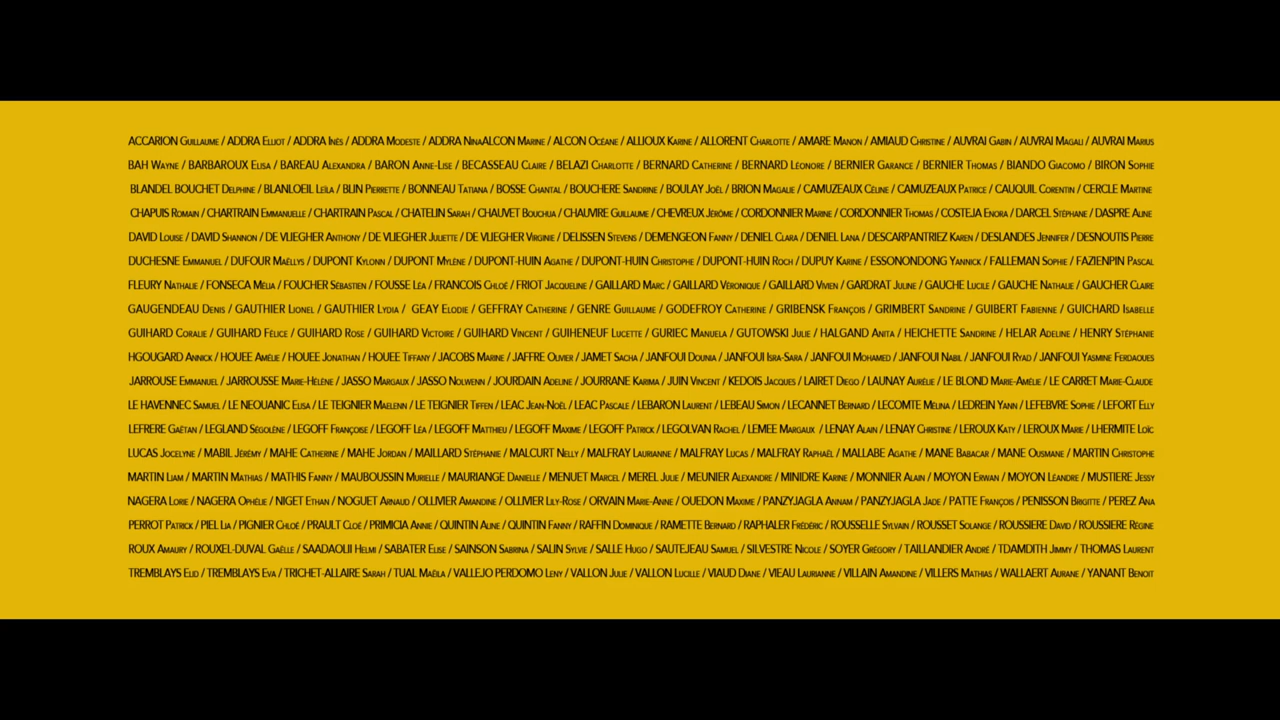 ACCARION Guillaume / ADDRA Elliot / ADDRA Inès / ADDRA Modeste / ADDRA NinaALCON Marine / ALCON Océane / ALLIOUX Karine / ALLORENT Charlotte / AMARE Manon / AMIAUD Christine / AUVRAI Gabin / AUVRAI Magali / AUVRAI Marius
BAH Wayne / BARBAROUX Elisa / BAREAU Alexandra / BARON Anne-Lise / BECASSEAU Claire / BELAZI Charlotte / BERNARD Catherine / BERNARD Léonore / BERNIER Garance / BERNIER Thomas / BIANDO Giacomo / BIRON Sophie
BLANDEL BOUCHET Delphine / BLANLOEIL Leïla / BLIN Pierrette / BONNEAU Tatiana / BOSSE Chantal / BOUCHERE Sandrine / BOULAY Joël / BRION Magalie / CAMUZEAUX Céline / CAMUZEAUX Patrice / CAUQUIL Corentin / CERCLE Martine
CHAPUIS Romain / CHARTRAIN Emmanuelle / CHARTRAIN Pascal / CHATELIN Sarah / CHAUVET Bouchua / CHAUVIRE Guillaume / CHEVREUX Jérôme / CORDONNIER Marine / CORDONNIER Thomas / COSTEJA Enora / DARCEL Stéphane / DASPRE Aline
DAVID Louise / DAVID Shannon / DE VLIEGHER Anthony / DE VLIEGHER Juliette / DE VLIEGHER Virginie / DELISSEN Stevens / DEMENGEON Fanny / DENIEL Clara / DENIEL Lana / DESCARPANTRIEZ Karen / DESLANDES Jennifer / DESNOUTIS Pierre
DUCHESNE Emmanuel / DUFOUR Maëllys / DUPONT Kylonn / DUPONT Mylène / DUPONT-HUIN Agathe / DUPONT-HUIN Christophe / DUPONT-HUIN Roch / DUPUY Karine / ESSONONDONG Yannick / FALLEMAN Sophie / FAZIENPIN Pascal
FLEURY Nathalie / FONSECA Mélia / FOUCHER Sébastien / FOUSSE Léa / FRANCOIS Chloé / FRIOT Jacqueline / GAILLARD Marc / GAILLARD Véronique / GAILLARD Vivien / GARDRAT Juline / GAUCHE Lucile / GAUCHE Nathalie / GAUCHER Claire
GAUGENDEAU Denis / GAUTHIER Lionel / GAUTHIER Lydia / GEAY Elodie / GEFFRAY Catherine / GENRE Guillaume / GODEFROY Catherine / GRIBENSK François / GRIMBERT Sandrine / GUIBERT Fabienne / GUICHARD Isabelle
GUIHARD Coralie / GUIHARD Félice / GUIHARD Rose / GUIHARD Victoire / GUIHARD Vincent / GUIHENEUF Lucette / GURIEC Manuela / GUTOWSKI Julie / HALGAND Anita / HEICHETTE Sandrine / HELAR Adeline / HENRY Stéphanie
HGOUGARD Annick / HOUEE Amélie / HOUEE Jonathan / HOUEE Tiffany / JACOBS Marine / JAFFRE Olivier / JAMET Sacha / JANFOUI Dounia / JANFOUI Isra-Sara / JANFOUI Mohamed / JANFOUI Nabil / JANFOUI Ryad / JANFOUI Yasmine Ferdaoues
JARROUSE Emmanuel / JARROUSSE Marie-Hélène / JASSO Margaux / JASSO Nolwenn / JOURDAIN Adeline / JOURRANE Karima / JUIN Vincent / KEDOIS Jacques / LAIRET Diego / LAUNAY Aurélie / LE BLOND Marie-Amélie / LE CARRET Marie-Claude
LE HAVENNEC Samuel / LE NEOUANIC Elisa / LE TEIGNIER Maelenn / LE TEIGNIER Tiffen / LEAC Jean-Noël / LEAC Pascale / LEBARON Laurent / LEBEAU Simon / LECANNET Bernard / LECOMTE Mélina / LEDREIN Yann / LEFEBVRE Sophie / LEFORT Elly
LEFRERE Gaëtan / LEGLAND Ségolène / LEGOFF Françoise / LEGOFF Léa / LEGOFF Matthieu / LEGOFF Maxime / LEGOFF Patrick / LEGOLVAN Rachel / LEMEE Margaux / LENAY Alain / LENAY Christine / LEROUX Katy / LEROUX Marie / LHERMITE Loïc
LUCAS Jocelyne / MABIL Jérémy / MAHE Catherine / MAHE Jordan / MAILLARD Stéphane / MALCURT Nelly / MALFRAY Laurianne / MALFRAY Lucas / MALFRAY Raphaël / MALLABE Agathe / MANE Babacar / MANE Ousmane / MARTIN Christophe
MARTIN Liam / MARTIN Mathias / MATHIS Fanny / MAUBOUSSIN Murielle / MAURIANGE Danielle / MENUET Marcel / MEREL Julie / MEUNIER Alexandre / MINIDRE Karine / MONNIER Alain / MOYON Erwan / MOYON Léandre / MUSTIERE Jessy
NAGERA Lorie / NAGERA Ophélie / NIGET Ethan / NOGUET Arnaud / OLLIVIER Amandine / OLLIVIER Lily-Rose / ORVAIN Marie-Anne / OUEDON Maxime / PANZYJAGLA Annam / PANZYJAGLA Jade / PATTE François / PENISSON Brigitte / PEREZ Ana
PERROT Patrick / PIEL Lia / PIGNIER Chloé / PRAULT Cloé / PRIMICIA Anne / QUINTIN Aline / QUINTIN Fanny / RAFFIN Dominique / RAMETTE Bernard / RAPHALER Frédéric / ROUSSELLE Sylvain / ROUSSET Solange / ROUSSIERE David / ROUSSIERE Régine
ROUX Amaury / ROUXEL-DUVAL Gaëlle / SAADAOLII Helmi / SABATER Elise / SAINSON Sabrina / SALIN Sylvie / SALLE Hugo / SAUTEJEAU Samuel / SILVESTRE Nicole / SOYER Grégory / TAILLANDIER André / TDAMDITH Jimmy / THOMAS Laurent
TREMBLAYS Elid / TREMBLAYS Eva / TRICHET-ALLAIRE Sarah / TUAL Maëila / VALLEJO PERDOMO Leny / VALLON Julie / VALLON Lucille / VIAUD Diane / VIEAU Laurianne / VILLAIN Amandine / VILLERS Mathias / WALLAERT Aurane / YANANT Benoit